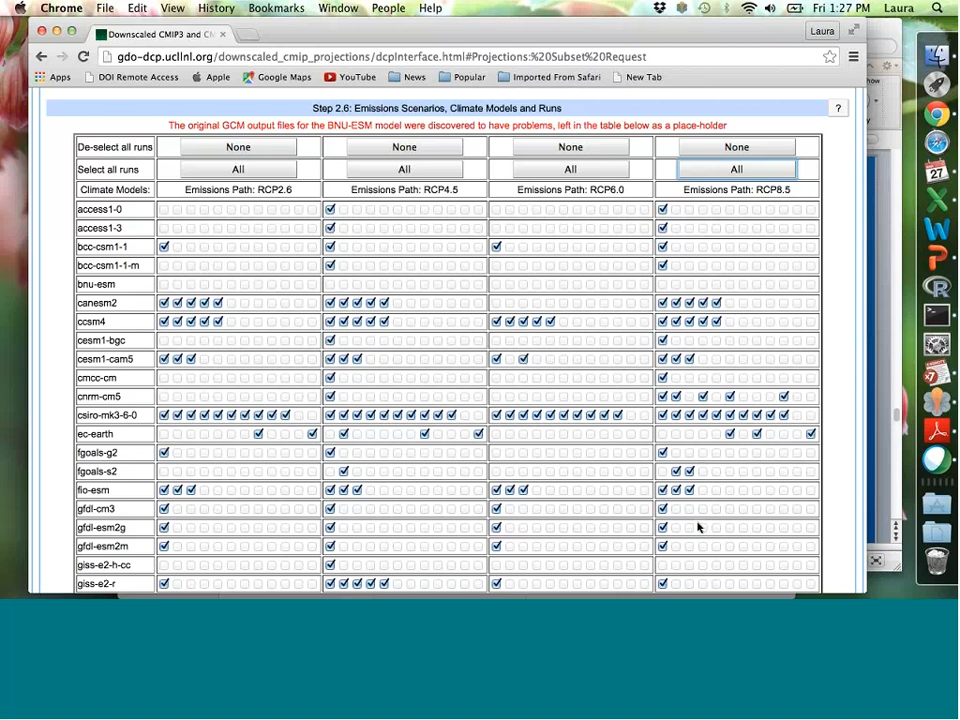 Chrome File Edit View History Bookmarks Window People Help Fri 1:27 PM Laura
Downscaled CMIP3 and C Laura
gdo-dcp.ucllnl.org/downscaled_cmip_projections/dcpInterface.html#Projections:%20Subset%20Request
Apps DOI Remote Access Apple Google Maps YouTube News Popular Imported From Safari New Tab
Step 2.6: Emissions Scenarios, Climate Models and Runs ?
The original GCM output files for the BNU-ESM model were discovered to have problems, left in the table below as a place-holder
De-select all runs None None None None
Select all runs All All All All
Climate Models: Emissions Path: RCP2.6 Emissions Path: RCP4.5 Emissions Path: RCP6.0 Emissions Path: RCP8.5
access1-0
access1-3
bcc-csm1-1
bcc-csm1-1-m
bnu-esm
canesm2
ccsm4
cesm1-bgc
cesm1-cam5
cmcc-cm
cnrm-cm5
csiro-mk3-6-0
ec-earth
fgoals-g2
fgoals-s2
fio-esm
gfdl-cm3
gfdl-esm2g
gfdl-esm2m
giss-e2-h-cc
giss-e2-r